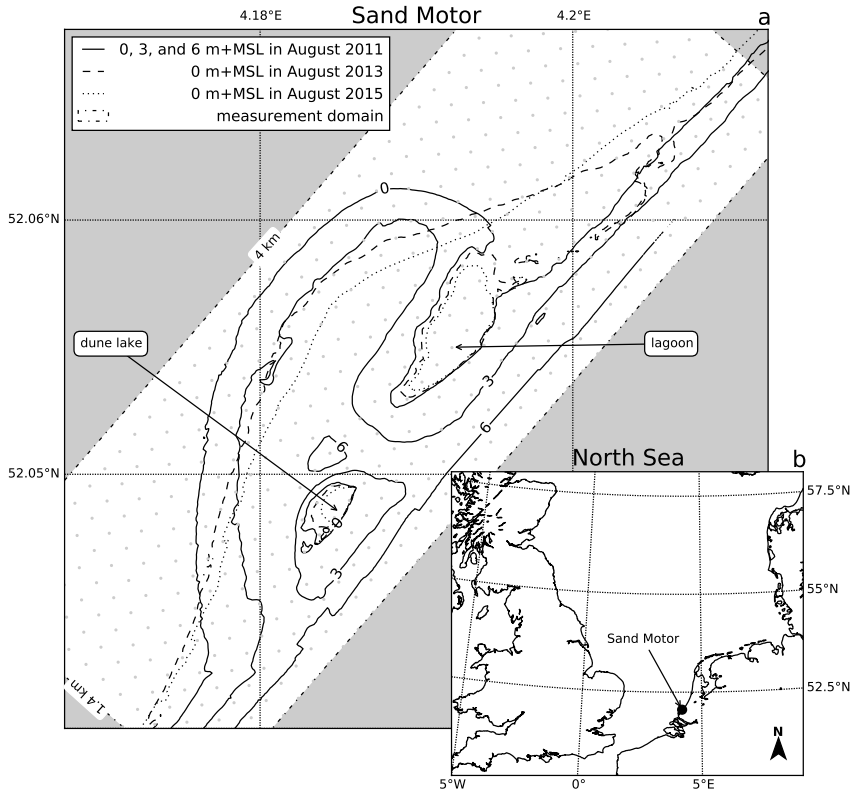 4.18°E
Sand Motor
4.2°E
a
0, 3, and 6 m+MSL in August 2011
0 m+MSL in August 2013
0 m+MSL in August 2015
measurement domain
0
52.06°N
4 km
dune lake
lagoon
3
6
6
52.05°N
0
3
1.4 km
North Sea
b
57.5°N
55°N
Sand Motor
52.5°N
N
5°W
0°
5°E